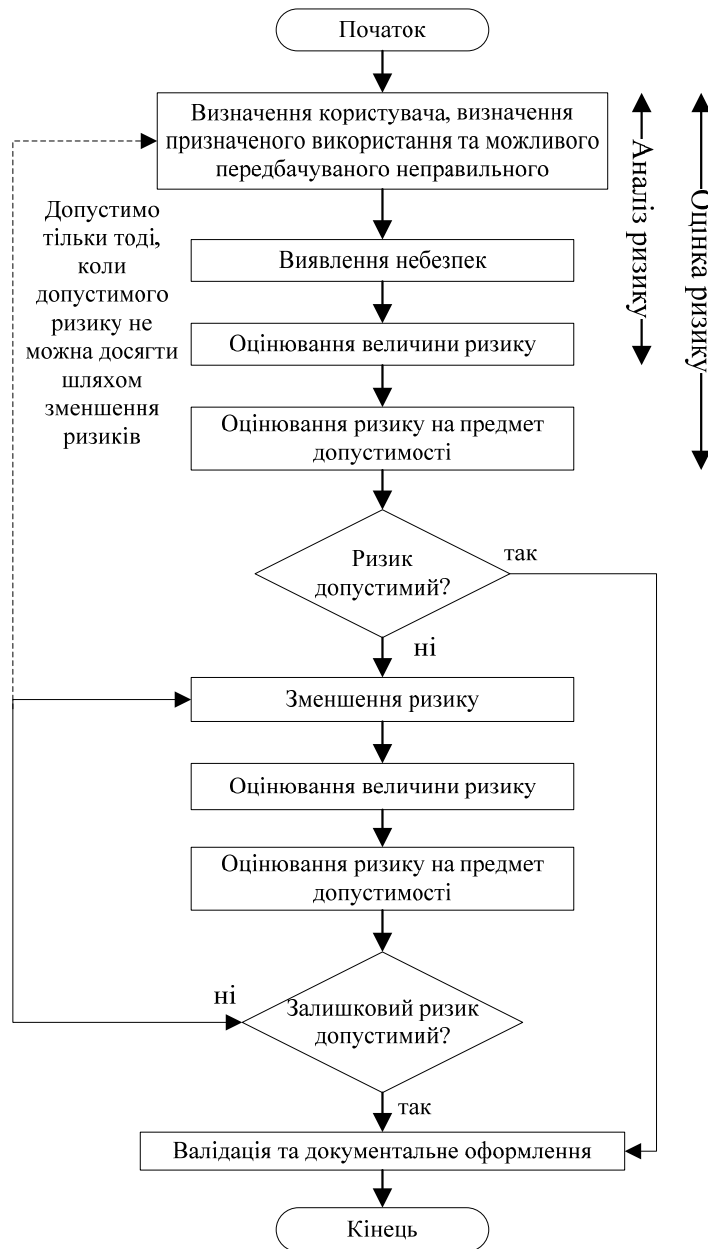 Початок
Визначення користувача, визначення
призначеного використання та можливого
передбачуваного неправильного
Аналіз ризику
Оцінка ризику
Допустимо
тільки тоді,
коли
допустимого
ризику не
можна досягти
шляхом
зменшення
ризиків
Виявлення небезпек
Оцінювання величини ризику
Оцінювання ризику на предмет
допустимості
Ризик
допустимий?
так
ні
Зменшення ризику
Оцінювання величини ризику
Оцінювання ризику на предмет
допустимості
ні
Залишковий ризик
допустимий?
так
Валідація та документальне оформлення
Кінець